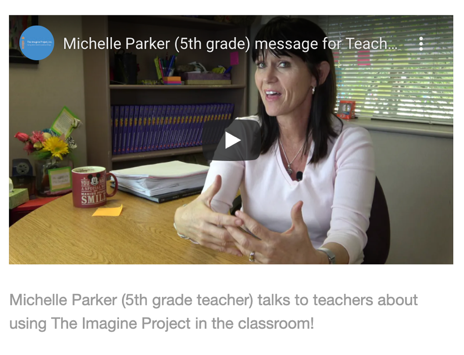 Michelle Parker (5th grade) message for Teach...
SMILE
Michelle Parker (5th grade teacher) talks to teachers about
using The Imagine Project in the classroom!